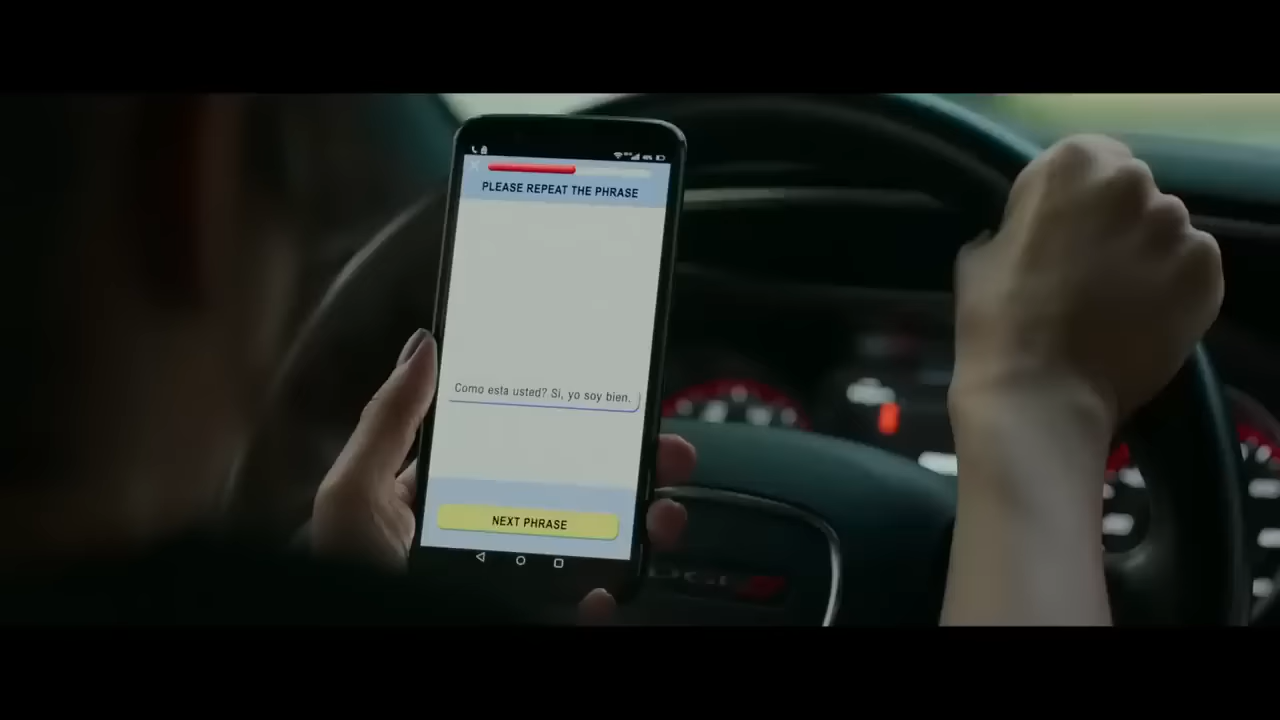 PLEASE REPEAT THE PHRASE
Como esta usted? Si, yo soy bien.
NEXT PHRASE